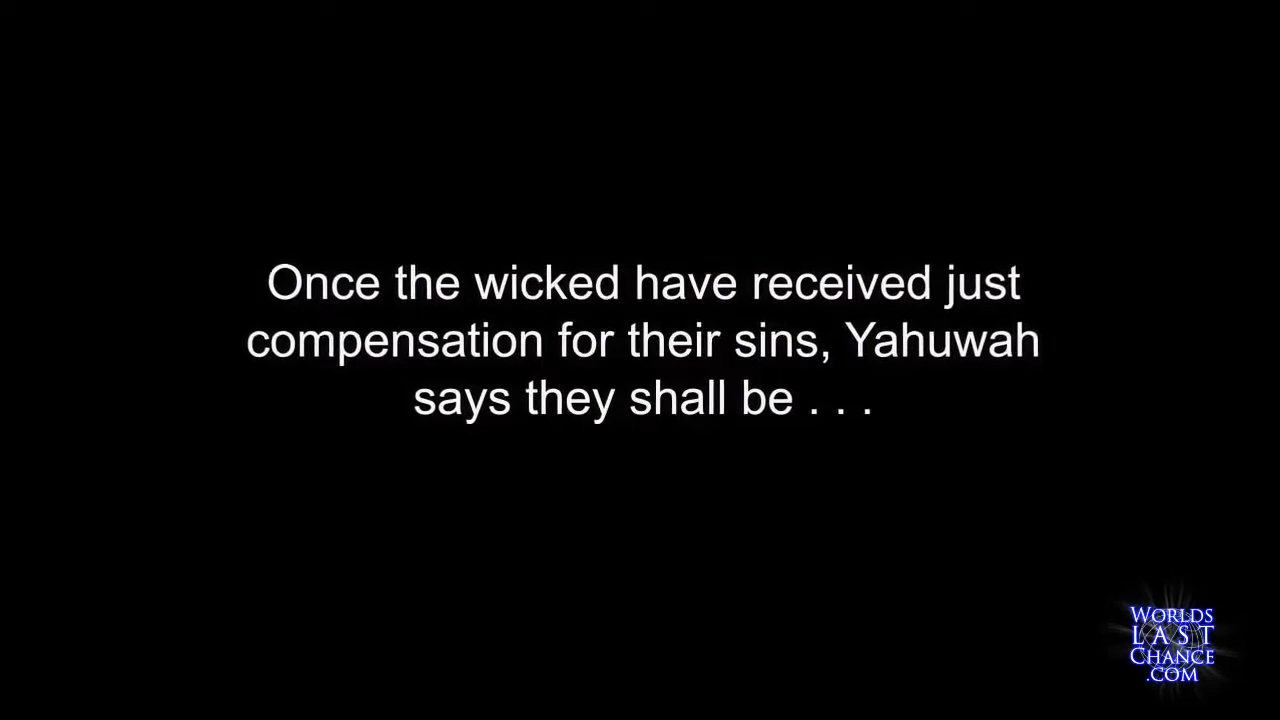 Once the wicked have received just
compensation for their sins, Yahuwah
says they shall be . . .
WORLDS
LAST
CHANCE
.COM